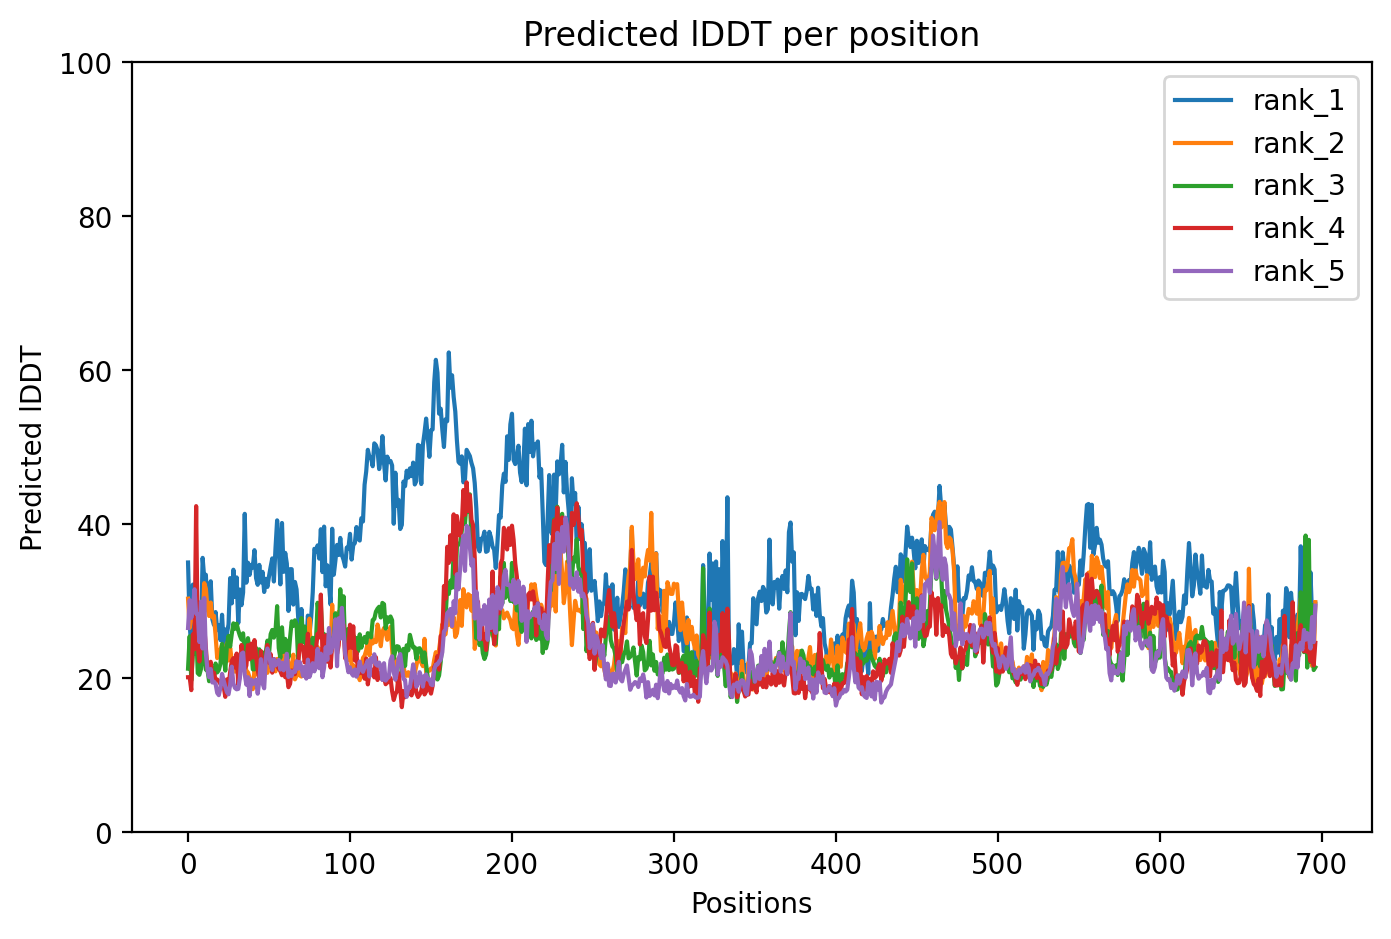 Predicted lDDT per position
100
80
60
40
20
0
Predicted lDDT
0 100 200 300 400 500 600 700
Positions
rank_1
rank_2
rank_3
rank_4
rank_5